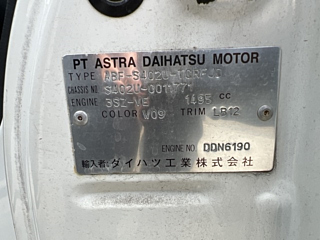 PT ASTRA DAIHATSU MOTOR
TYPE ABF-S402U-
CHASSIS NO S402U-0011771
ENGINE 3SZ-VE 1495 CC
COLOR W09 TRIM LB12
ENGINE NO DDN6190
輸入者:ダイハツ工業株式会社